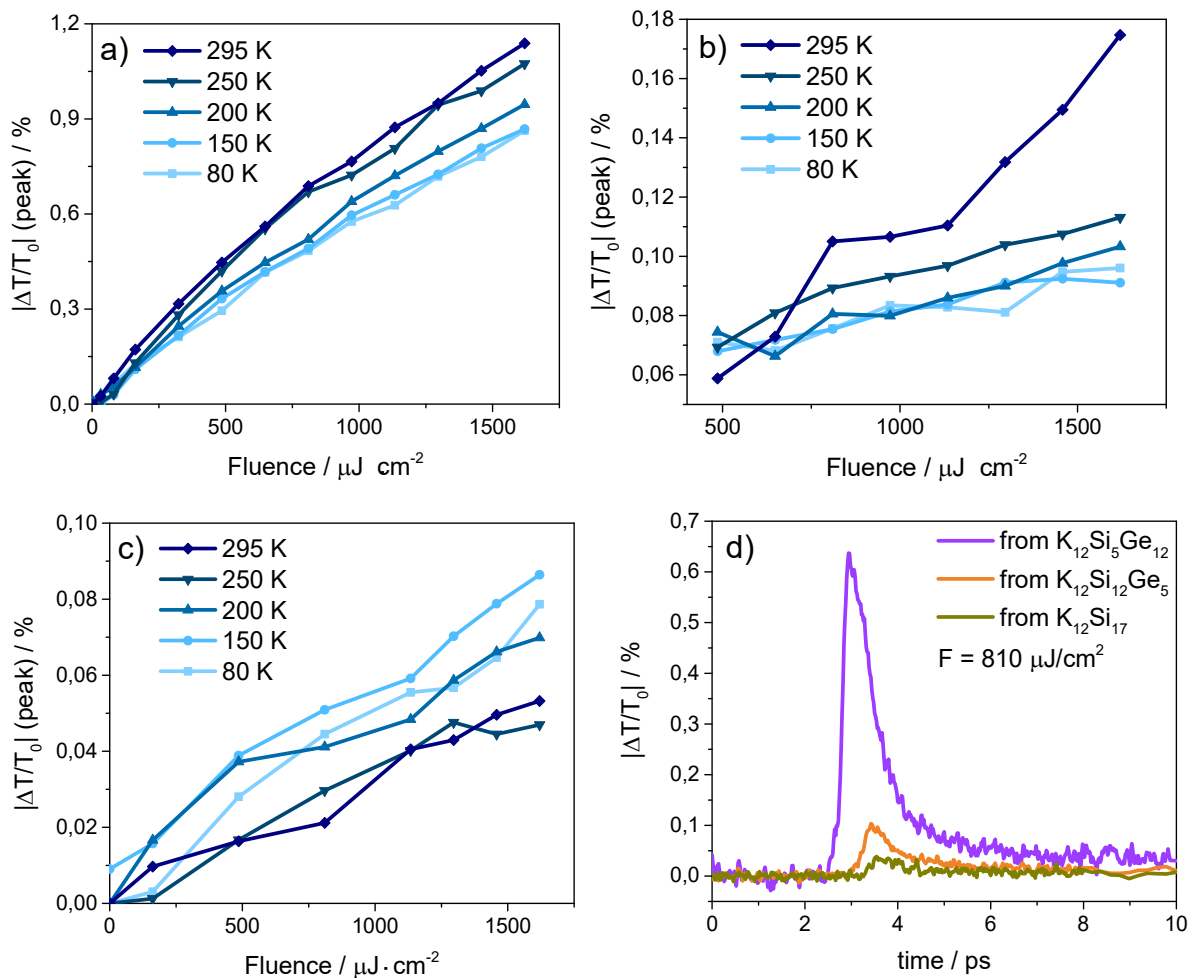 a)
295 K
250 K
200 K
150 K
80 K
1,2
0,9
0,6
0,3
0,0
0 500 1000 1500
|ΔT/T₀| (peak) / %
Fluence / μJ cm⁻²
b)
295 K
250 K
200 K
150 K
80 K
0,18
0,16
0,14
0,12
0,10
0,08
0,06
500 1000 1500
|ΔT/T₀| (peak) / %
Fluence / μJ cm⁻²
c)
295 K
250 K
200 K
150 K
80 K
0,10
0,08
0,06
0,04
0,02
0,00
0 500 1000 1500
|ΔT/T₀| (peak) / %
Fluence / μJ·cm⁻²
d)
from K₁₂Si₅Ge₁₂
from K₁₂Si₁₂Ge₅
from K₁₂Si₁₇
F = 810 μJ/cm²
0,7
0,6
0,5
0,4
0,3
0,2
0,1
0,0
0 2 4 6 8 10
|ΔT/T₀| / %
time / ps